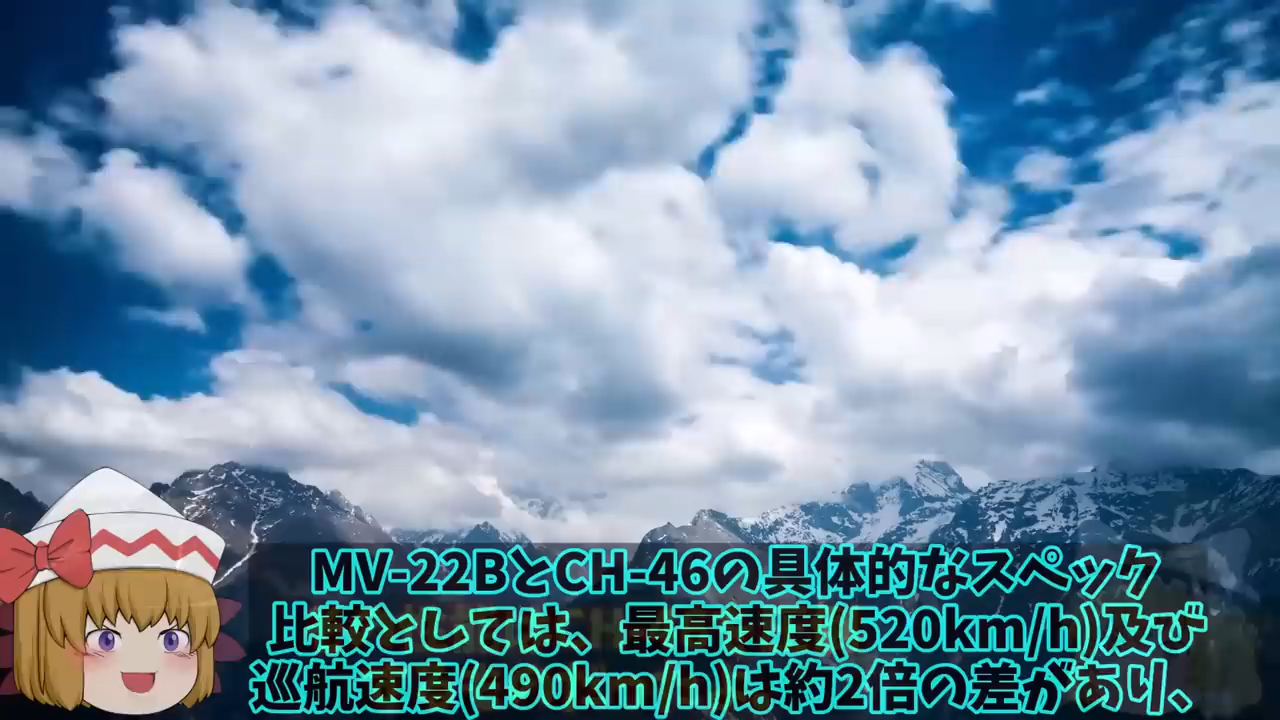 MV-22BとCH-46の具体的なスペック
比較としては、最高速度(520km/h)及び
巡航速度(490km/h)は約2倍の差があり、